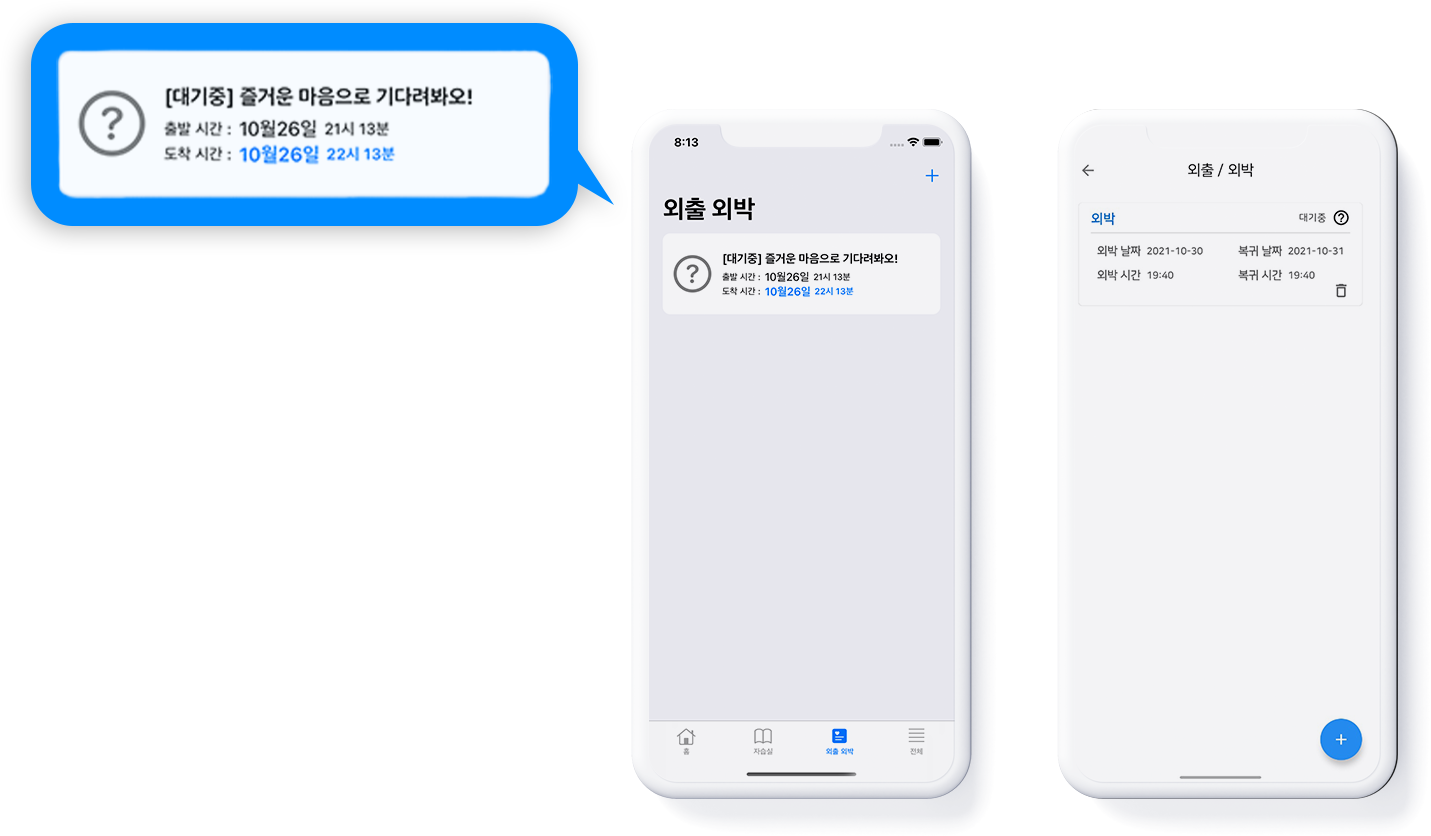 [대기중] 즐거운 마음으로 기다려봐오!
출발 시간 : 10월26일 21시 13분
도착 시간 : 10월26일 22시 13분
8:13
외출 외박
[대기중] 즐거운 마음으로 기다려봐오!
출발 시간 : 10월26일 21시 13분
도착 시간 : 10월26일 22시 13분
홈 자습실 외출 외박 전체
외출 / 외박
외박 대기중
외박 날짜 2021-10-30 복귀 날짜 2021-10-31
외박 시간 19:40 복귀 시간 19:40